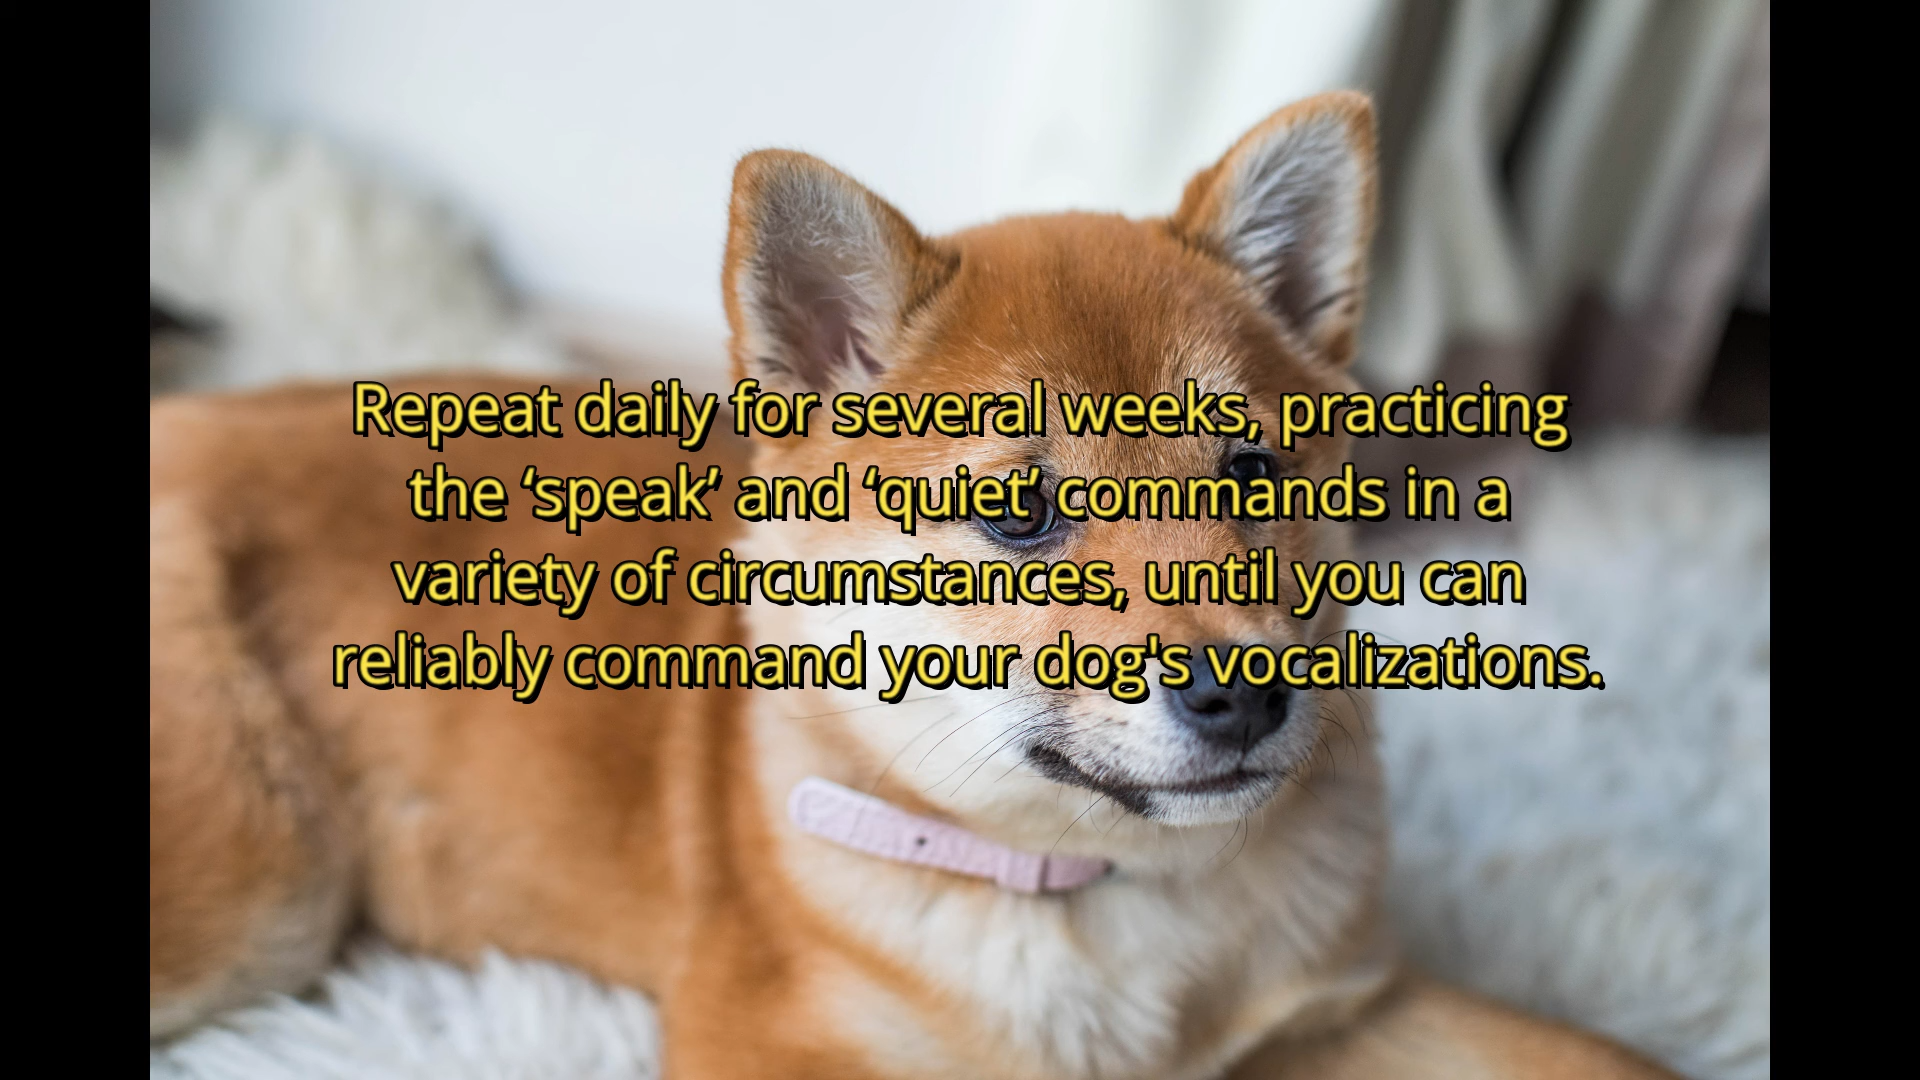 Repeat daily for several weeks, practicing
the ‘speak’ and ‘quiet’ commands in a
variety of circumstances, until you can
reliably command your dog's vocalizations.